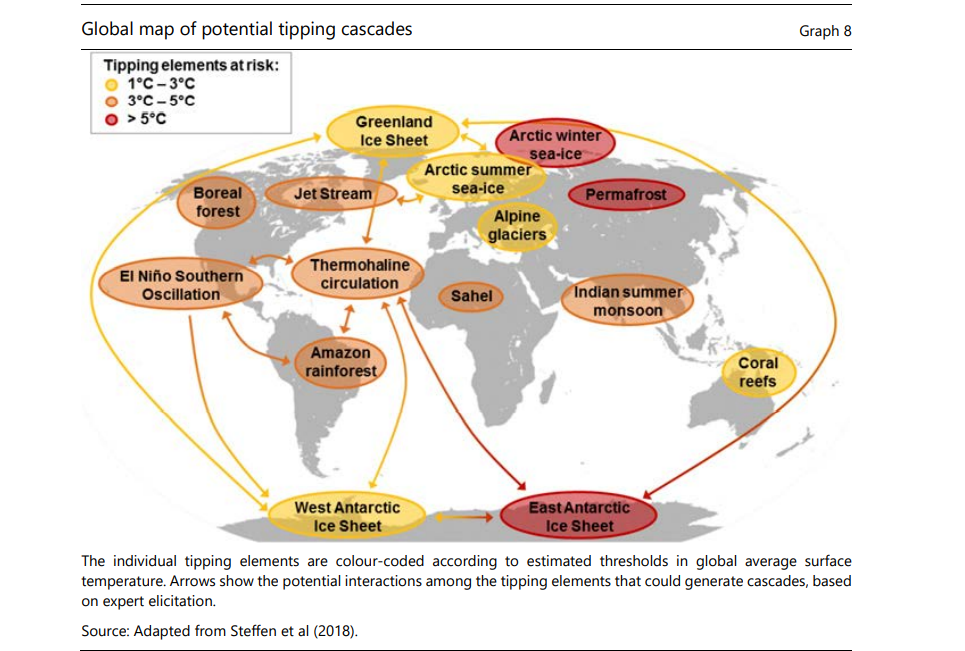 Global map of potential tipping cascades
Graph 8
Tipping elements at risk:
1°C – 3°C
3°C – 5°C
> 5°C
Greenland
Ice Sheet
Arctic winter
sea-ice
Arctic summer
sea-ice
Boreal
forest
Jet Stream
Permafrost
Alpine
glaciers
El Niño Southern
Oscillation
Thermohaline
circulation
Sahel
Indian summer
monsoon
Amazon
rainforest
Coral
reefs
West Antarctic
Ice Sheet
East Antarctic
Ice Sheet
The individual tipping elements are colour-coded according to estimated thresholds in global average surface
temperature. Arrows show the potential interactions among the tipping elements that could generate cascades, based
on expert elicitation.
Source: Adapted from Steffen et al (2018).